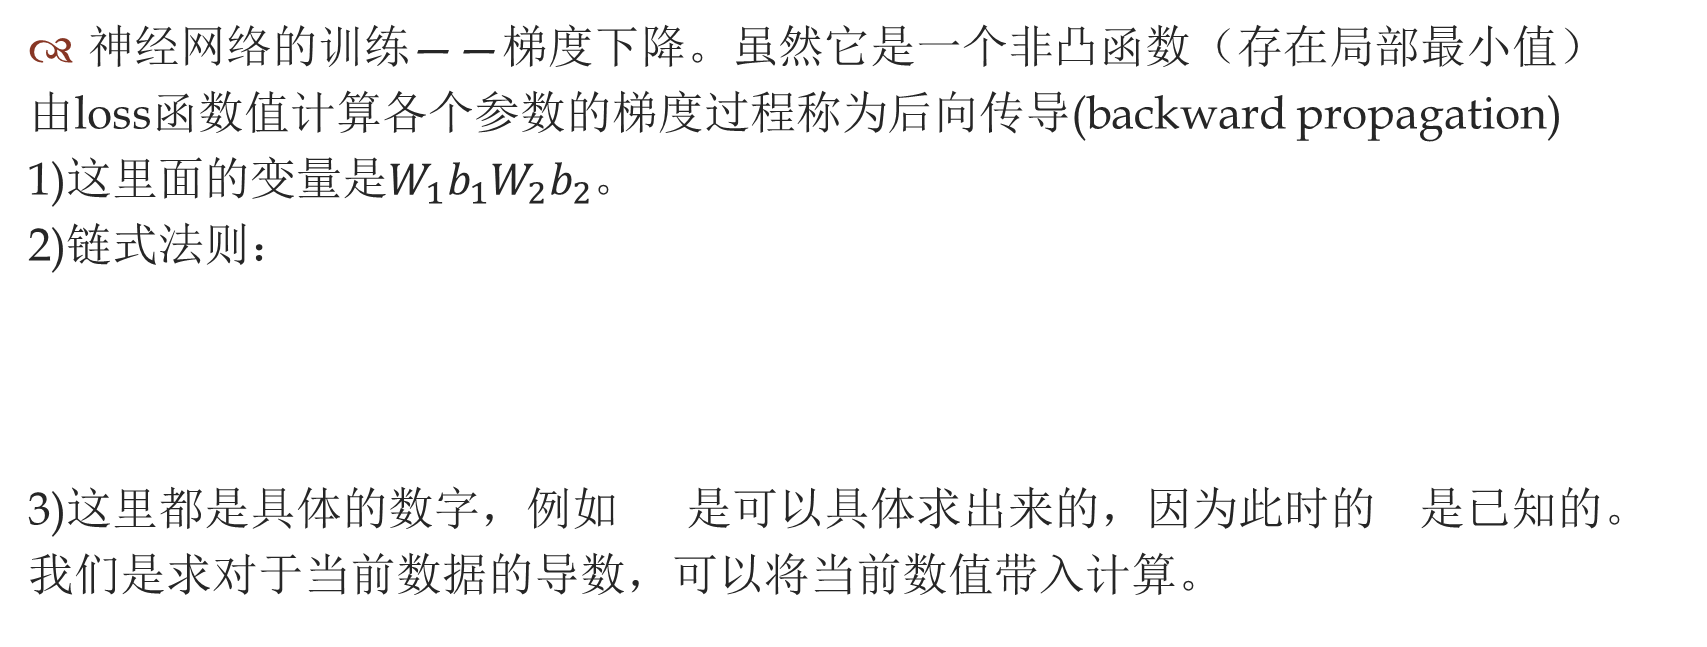 神经网络的训练——梯度下降。虽然它是一个非凸函数（存在局部最小值）
由loss函数值计算各个参数的梯度过程称为后向传导(backward propagation)
1)这里面的变量是W₁b₁W₂b₂。
2)链式法则：
3)这里都是具体的数字，例如 是可以具体求出来的，因为此时的 是已知的。
我们是求对于当前数据的导数，可以将当前数值带入计算。